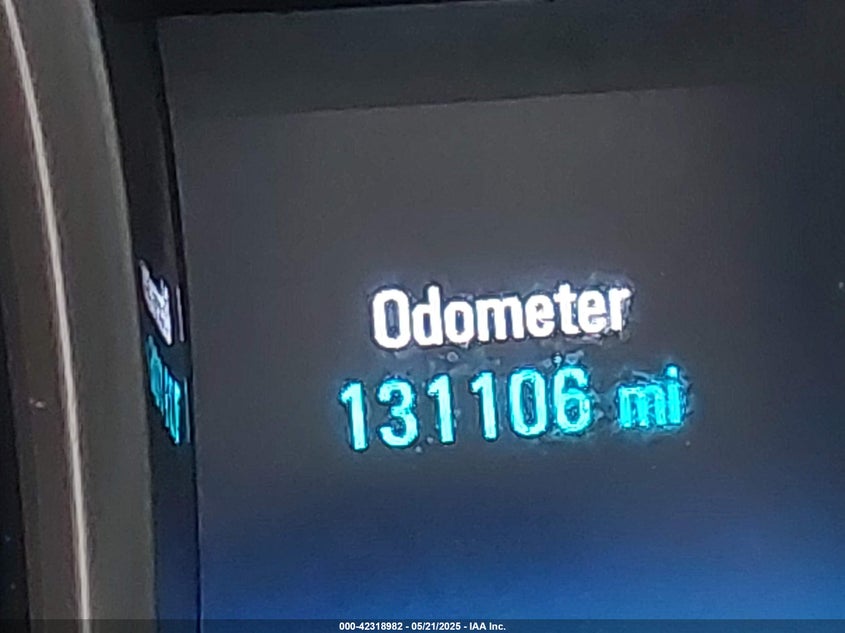 Odometer
131106 mi
000-42318982 - 05/21/2025 - IAA Inc.